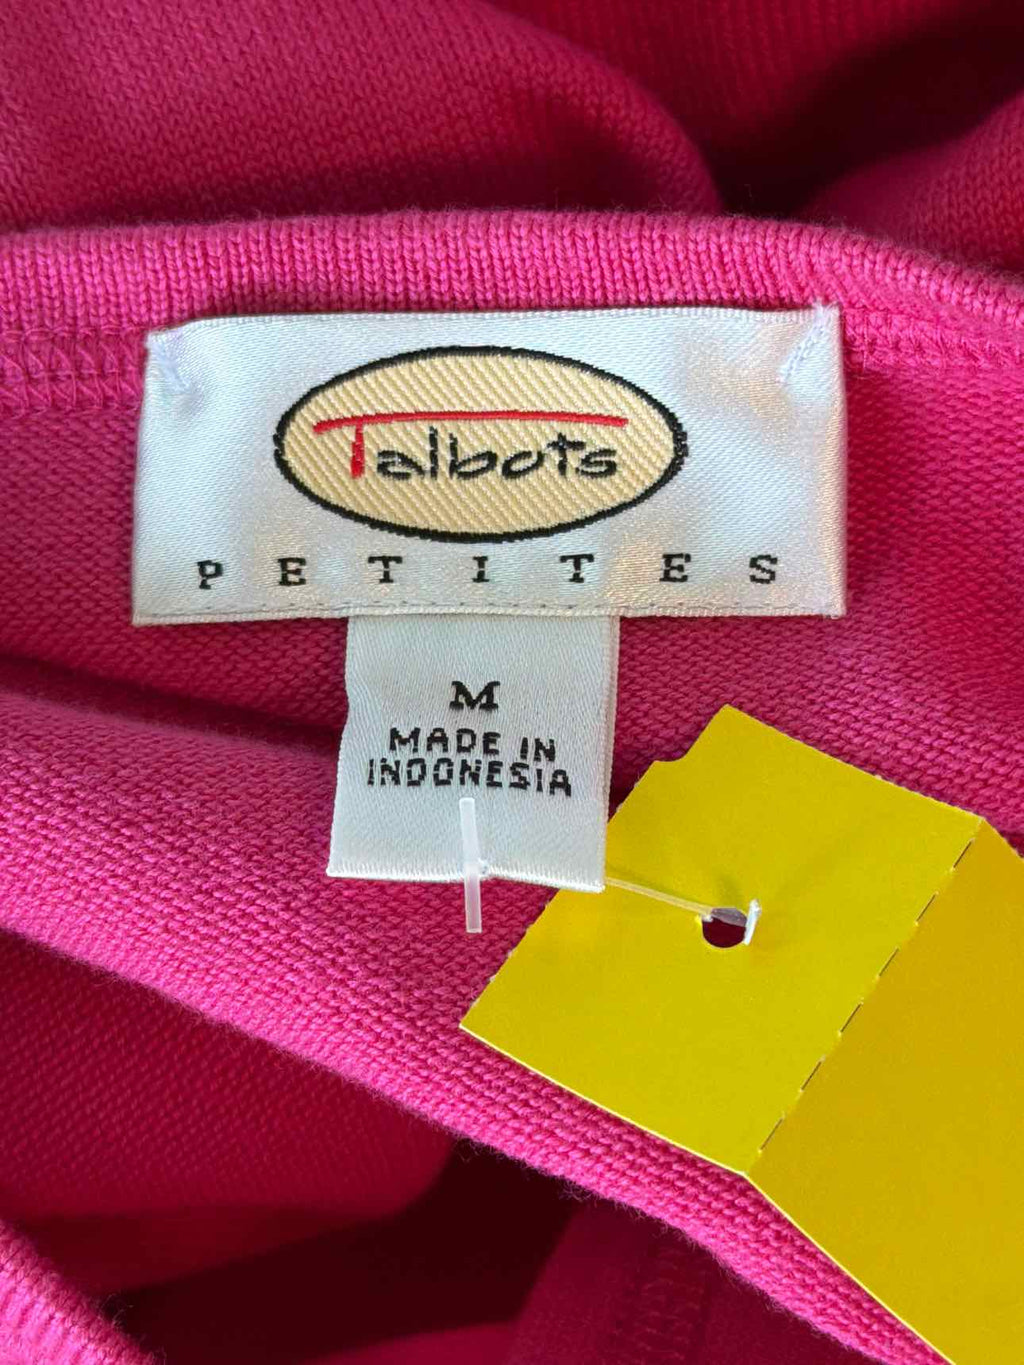 Talbots
PETITES
M
MADE IN
INDONESIA